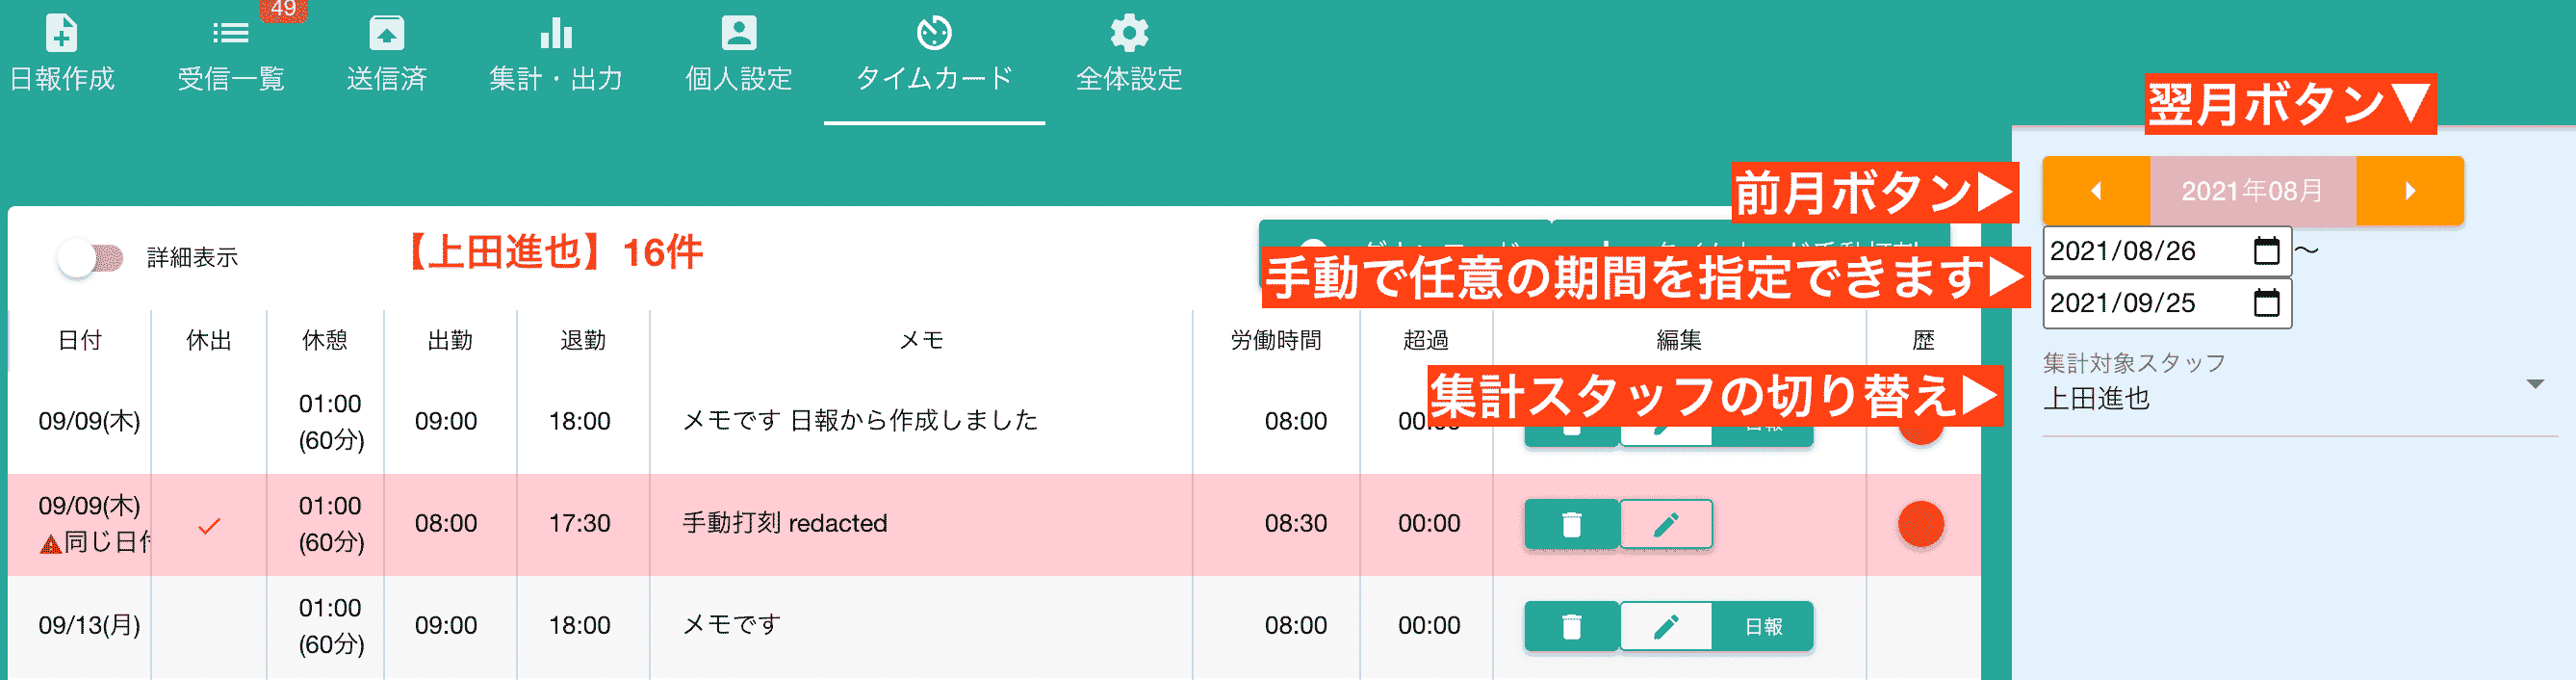 49
日報作成 受信一覧 送信済 集計・出力 個人設定 タイムカード 全体設定
翌月ボタン▼
前月ボタン▶
2021年08月
詳細表示
【上田進也】16件
手動で任意の期間を指定できます▶
2021/08/26 〜
2021/09/25
日付 休出 休憩 出勤 退勤 メモ 労働時間 超過 編集 歴
集計スタッフの切り替え▶
集計対象スタッフ
上田進也
09/09(木) 01:00 (60分) 09:00 18:00 メモです 日報から作成しました 08:00
09/09(木) 01:00 (60分) 08:00 17:30 手動打刻 redacted 08:30 00:00
▲同じ日付
09/13(月) 01:00 (60分) 09:00 18:00 メモです 08:00 00:00 日報